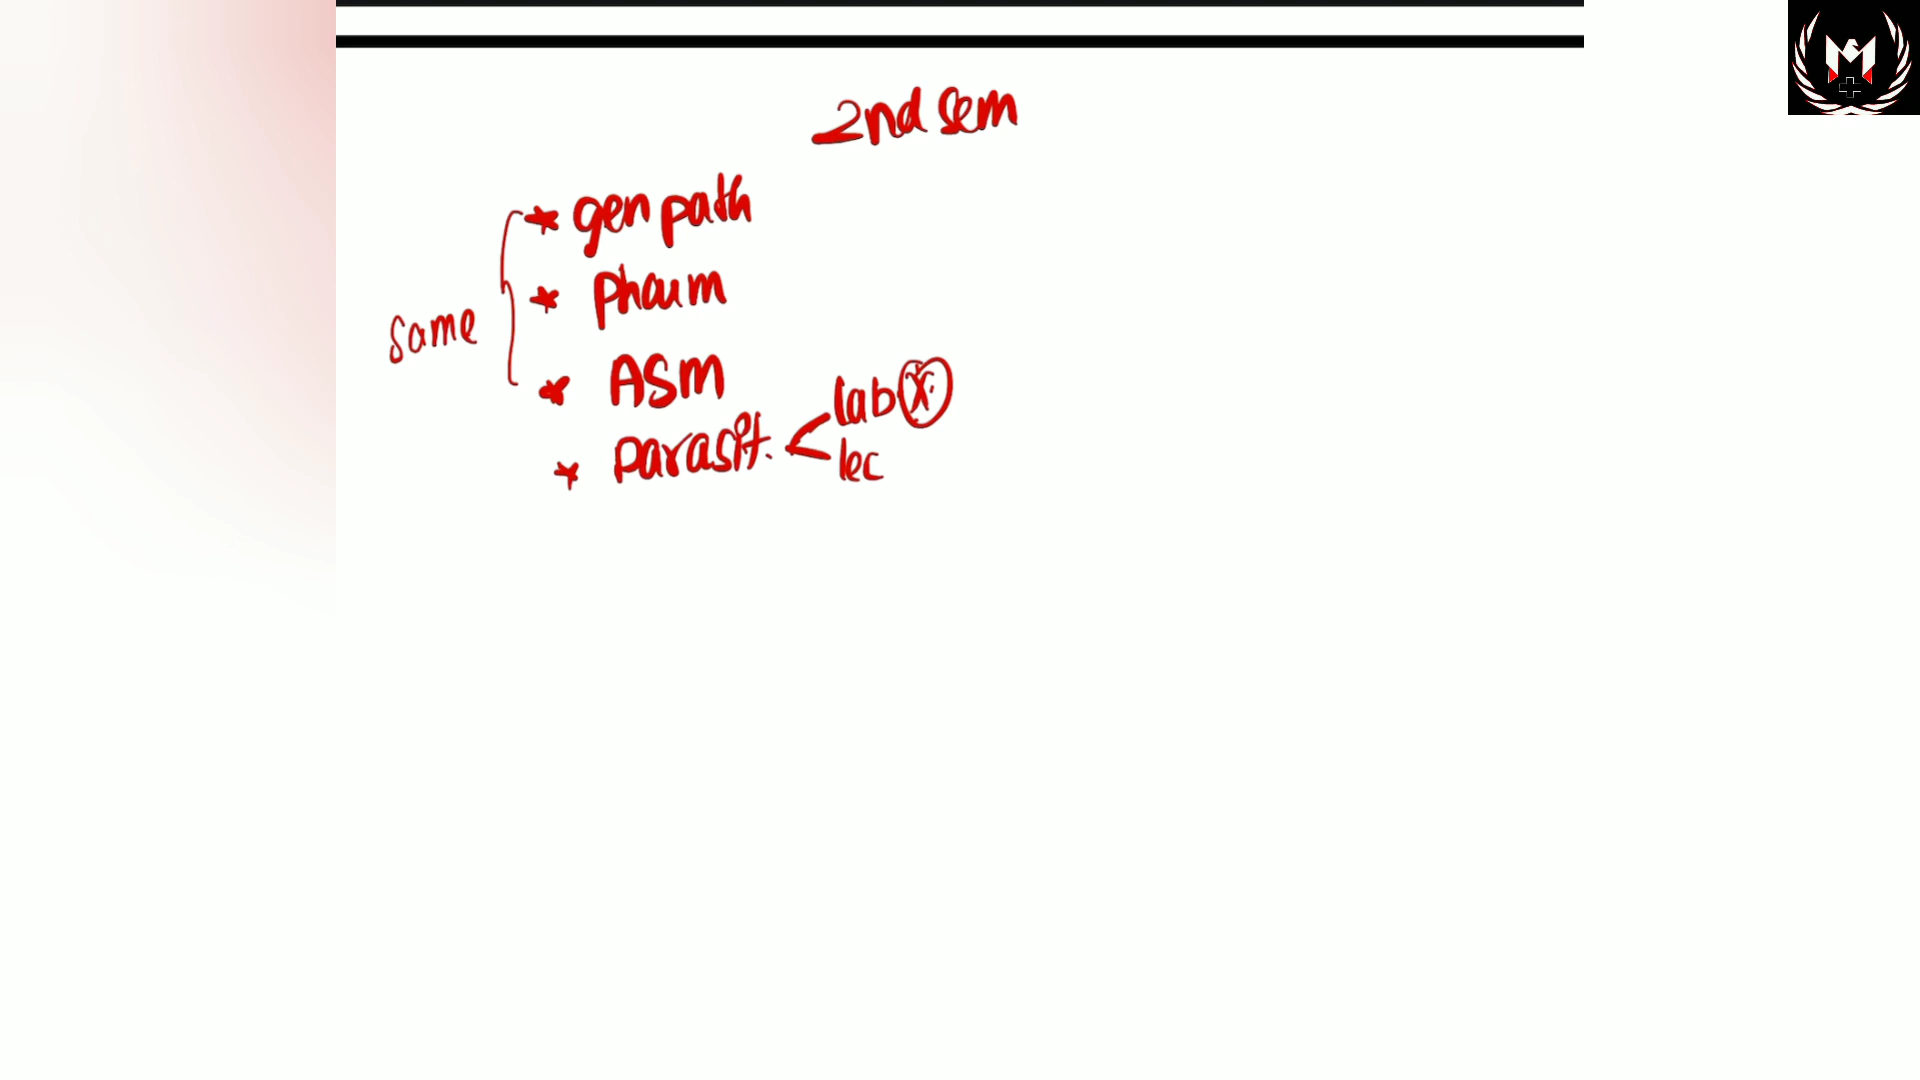 2nd sem
* gen path
* Pharm
same
* ASM
lab X
* parasit.
lec
M